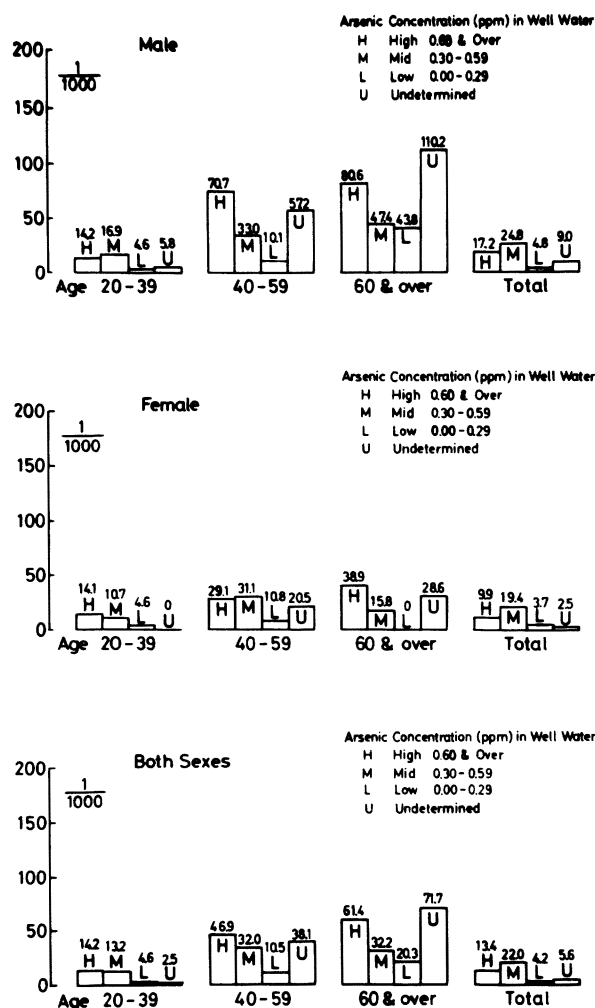 Male
Arsenic Concentration (ppm) in Well Water
H High 0.60 & Over
M Mid 0.30-0.59
L Low 0.00-0.29
U Undetermined
200
1
1000
150
100
50
0
14.2 16.9 4.6 5.8
H M L U
70.7 33.0 10.1 57.2
H M L U
80.6 47.4 43.8 110.2
H M L U
17.2 24.8 4.8 9.0
H M L U
Age 20-39 40-59 60 & over Total
Female
Arsenic Concentration (ppm) in Well Water
H High 0.60 & Over
M Mid 0.30-0.59
L Low 0.00-0.29
U Undetermined
200
1
1000
150
100
50
0
14.1 10.7 4.6 0
H M L U
29.1 31.1 10.8 20.5
H M L U
38.9 15.8 0 28.6
H M L U
9.9 19.4 3.7 2.5
H M L U
Age 20-39 40-59 60 & over Total
Both Sexes
Arsenic Concentration (ppm) in Well Water
H High 0.60 & Over
M Mid 0.30-0.59
L Low 0.00-0.29
U Undetermined
200
1
1000
150
100
50
0
14.2 13.2 4.6 2.5
H M L U
46.9 32.0 10.5 38.1
H M L U
61.4 32.2 20.3 71.7
H M L U
13.4 22.0 4.2 5.6
H M L U
Age 20-39 40-59 60 & over Total